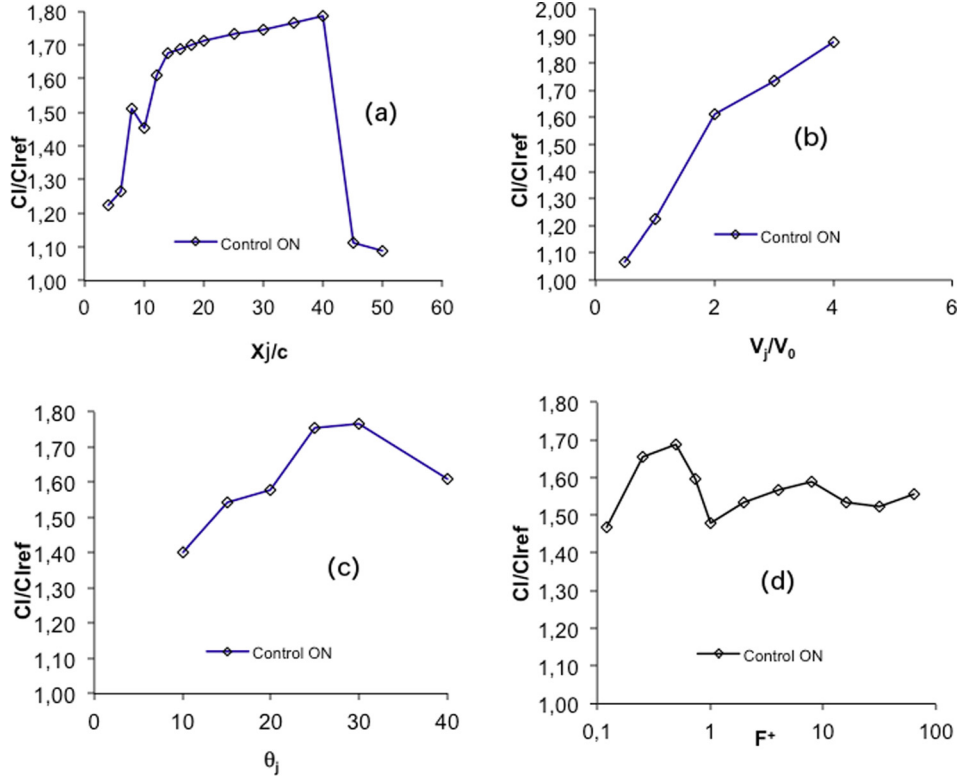 1,80
1,70
1,60
1,50
1,40
1,30
1,20
1,10
1,00
Cl/Clref
(a)
Control ON
0 10 20 30 40 50 60
Xj/c
2,00
1,90
1,80
1,70
1,60
1,50
1,40
1,30
1,20
1,10
1,00
Cl/Clref
(b)
Control ON
0 2 4 6
Vj/V0
1,80
1,70
1,60
1,50
1,40
1,30
1,20
1,10
1,00
Cl/Clref
(c)
Control ON
0 10 20 30 40
θj
1,80
1,70
1,60
1,50
1,40
1,30
1,20
1,10
1,00
Cl/Clref
(d)
Control ON
0,1 1 10 100
F+